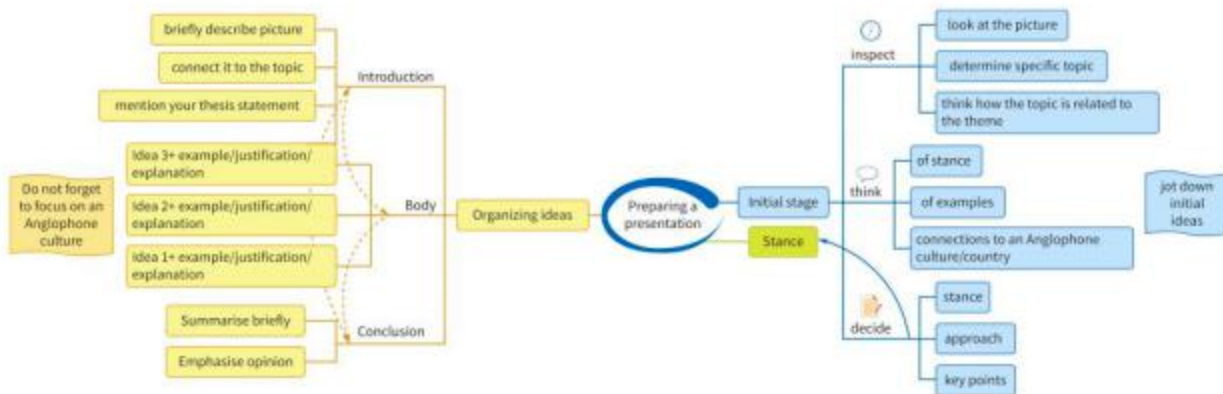 briefly describe picture
connect it to the topic
mention your thesis statement
Introduction
Idea 3+ example/justification/
explanation
Idea 2+ example/justification/
explanation
Idea 1+ example/justification/
explanation
Body
Do not forget
to focus on an
Anglophone
culture
Summarise briefly
Emphasise opinion
Conclusion
Organizing ideas
Preparing a
presentation
Initial stage
Stance
inspect
look at the picture
determine specific topic
think how the topic is related to
the theme
think
of stance
of examples
connections to an Anglophone
culture/country
jot down
initial
ideas
decide
stance
approach
key points